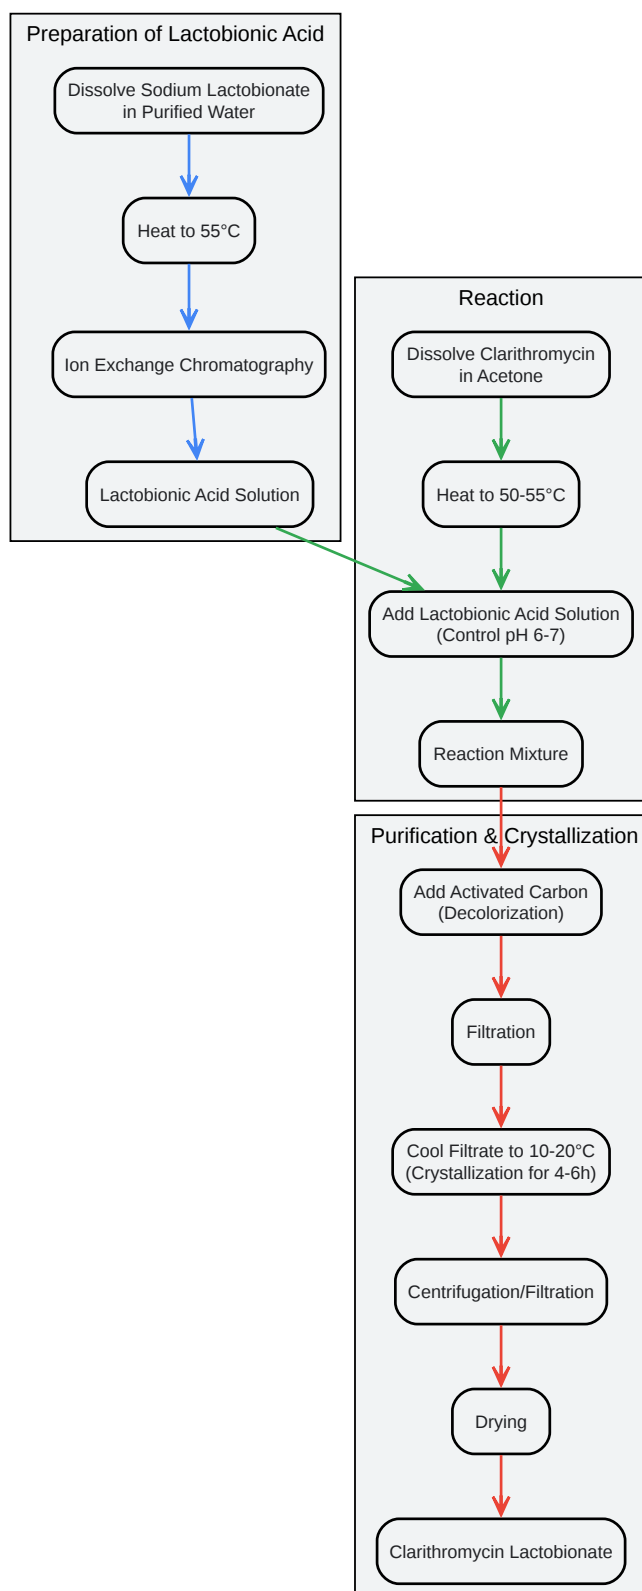 Preparation of Lactobionic Acid
Dissolve Sodium Lactobionate
in Purified Water
Heat to 55°C
Ion Exchange Chromatography
Lactobionic Acid Solution
Reaction
Dissolve Clarithromycin
in Acetone
Heat to 50-55°C
Add Lactobionic Acid Solution
(Control pH 6-7)
Reaction Mixture
Purification & Crystallization
Add Activated Carbon
(Decolorization)
Filtration
Cool Filtrate to 10-20°C
(Crystallization for 4-6h)
Centrifugation/Filtration
Drying
Clarithromycin Lactobionate